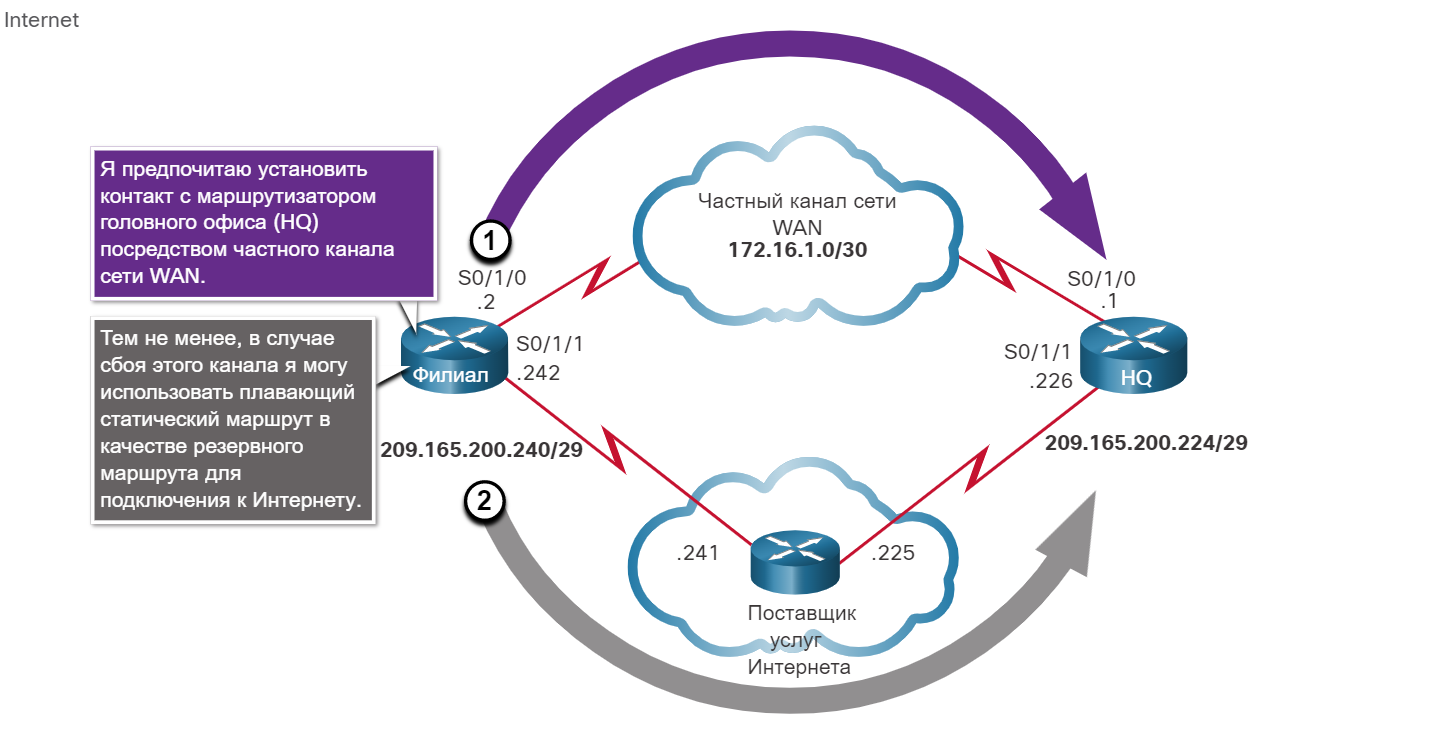 Internet
Я предпочитаю установить
контакт с маршрутизатором
головного офиса (HQ)
посредством частного канала
сети WAN.
Тем не менее, в случае
сбоя этого канала я могу
использовать плавающий
статический маршрут в
качестве резервного
маршрута для
подключения к Интернету.
1
Частный канал сети
WAN
172.16.1.0/30
S0/1/0
.2
S0/1/0
.1
S0/1/1
.242
Филиал
S0/1/1
.226
HQ
209.165.200.240/29
209.165.200.224/29
2
.241
.225
Поставщик
услуг
Интернета